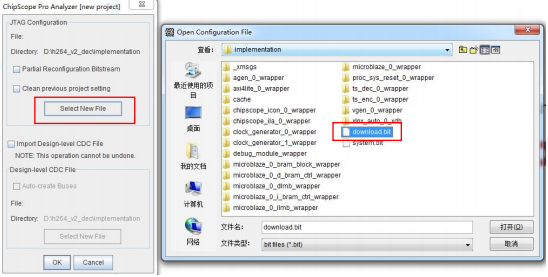 ChipScope Pro Analyzer [new project]
JTAG Configuration
File:
Directory: D:\h264_v2_dec\implementation
Partial Reconfiguration Bitstream
Clean previous project setting
Select New File
Import Design-level CDC File
NOTE: This operation cannot be undone.
Design-level CDC File
Auto-create Buses
File:
Directory: D:\h264_v2_dec\implementation
Select New File
OK
Cancel
Open Configuration File
查看:
implementation
最近使用的项目
桌面
我的文档
计算机
网络
_xmsgs
agen_0_wrapper
axi4lite_0_wrapper
cache
chipscope_icon_0_wrapper
chipscope_ila_0_wrapper
clock_generator_0_wrapper
clock_generator_1_wrapper
debug_module_wrapper
microblaze_0_bram_block_wrapper
microblaze_0_d_bram_ctrl_wrapper
microblaze_0_dlmb_wrapper
microblaze_0_i_bram_ctrl_wrapper
microblaze_0_ilmb_wrapper
microblaze_0_wrapper
proc_sys_reset_0_wrapper
ts_dec_0_wrapper
ts_enc_0_wrapper
vgen_0_wrapper
xlnx_auto_0_xdb
download.bit
system.bit
文件名:
download.bit
打开(O)
文件类型:
bit files (*.bit)
取消